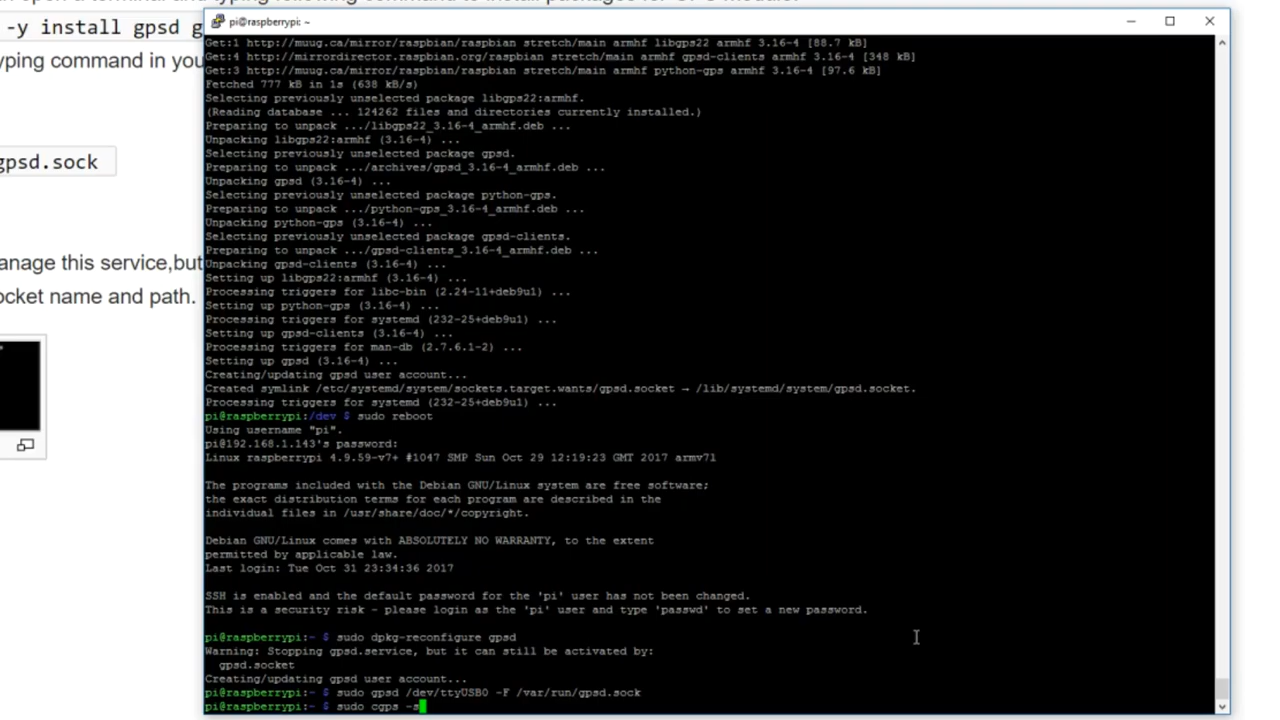 -y install gpsd g
yping command in you
gpsd.sock
anage this service,but
ocket name and path.
pi@raspberrypi: ~
Get:1 http://muug.ca/mirror/raspbian/raspbian stretch/main armhf libgps22 armhf 3.16-4 [88.7 kB]
Get:4 http://mirrordirector.raspbian.org/raspbian stretch/main armhf gpsd-clients armhf 3.16-4 [348 kB]
Get:3 http://muug.ca/mirror/raspbian/raspbian stretch/main armhf python-gps armhf 3.16-4 [97.6 kB]
Fetched 777 kB in 1s (638 kB/s)
Selecting previously unselected package libgps22:armhf.
(Reading database ... 124262 files and directories currently installed.)
Preparing to unpack .../libgps22_3.16-4_armhf.deb ...
Unpacking libgps22:armhf (3.16-4) ...
Selecting previously unselected package gpsd.
Preparing to unpack .../archives/gpsd_3.16-4_armhf.deb ...
Unpacking gpsd (3.16-4) ...
Selecting previously unselected package python-gps.
Preparing to unpack .../python-gps_3.16-4_armhf.deb ...
Unpacking python-gps (3.16-4) ...
Selecting previously unselected package gpsd-clients.
Preparing to unpack .../gpsd-clients_3.16-4_armhf.deb ...
Unpacking gpsd-clients (3.16-4) ...
Setting up libgps22:armhf (3.16-4) ...
Processing triggers for libc-bin (2.24-11+deb9u1) ...
Setting up python-gps (3.16-4) ...
Processing triggers for systemd (232-25+deb9u1) ...
Setting up gpsd-clients (3.16-4) ...
Processing triggers for man-db (2.7.6.1-2) ...
Setting up gpsd (3.16-4) ...
Creating/updating gpsd user account...
Created symlink /etc/systemd/system/sockets.target.wants/gpsd.socket → /lib/systemd/system/gpsd.socket.
Processing triggers for systemd (232-25+deb9u1) ...
pi@raspberrypi:/dev $ sudo reboot
Using username "pi".
pi@192.168.1.143's password:
Linux raspberrypi 4.9.59-v7+ #1047 SMP Sun Oct 29 12:19:23 GMT 2017 armv7l
The programs included with the Debian GNU/Linux system are free software;
the exact distribution terms for each program are described in the
individual files in /usr/share/doc/*/copyright.
Debian GNU/Linux comes with ABSOLUTELY NO WARRANTY, to the extent
permitted by applicable law.
Last login: Tue Oct 31 23:34:36 2017
SSH is enabled and the default password for the 'pi' user has not been changed.
This is a security risk - please login as the 'pi' user and type 'passwd' to set a new password.
pi@raspberrypi:~ $ sudo dpkg-reconfigure gpsd
Warning: Stopping gpsd.service, but it can still be activated by:
gpsd.socket
Creating/updating gpsd user account...
pi@raspberrypi:~ $ sudo gpsd /dev/ttyUSB0 -F /var/run/gpsd.sock
pi@raspberrypi:~ $ sudo cgps -s